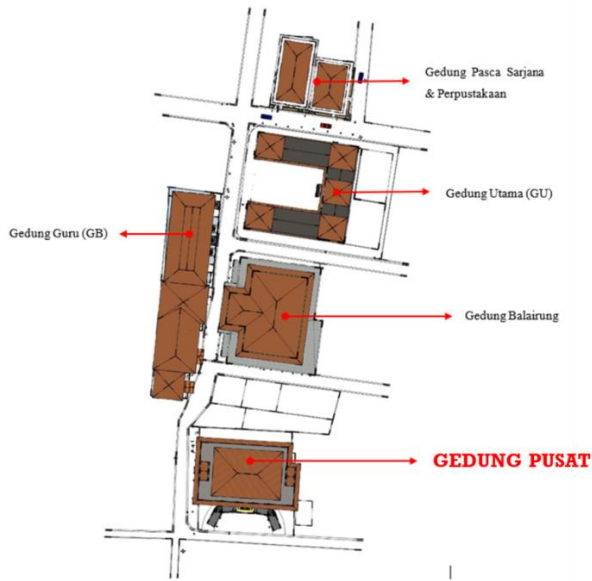 Gedung Pasca Sarjana
& Perpustakaan
Gedung Utama (GU)
Gedung Guru (GB)
Gedung Balairung
GEDUNG PUSAT